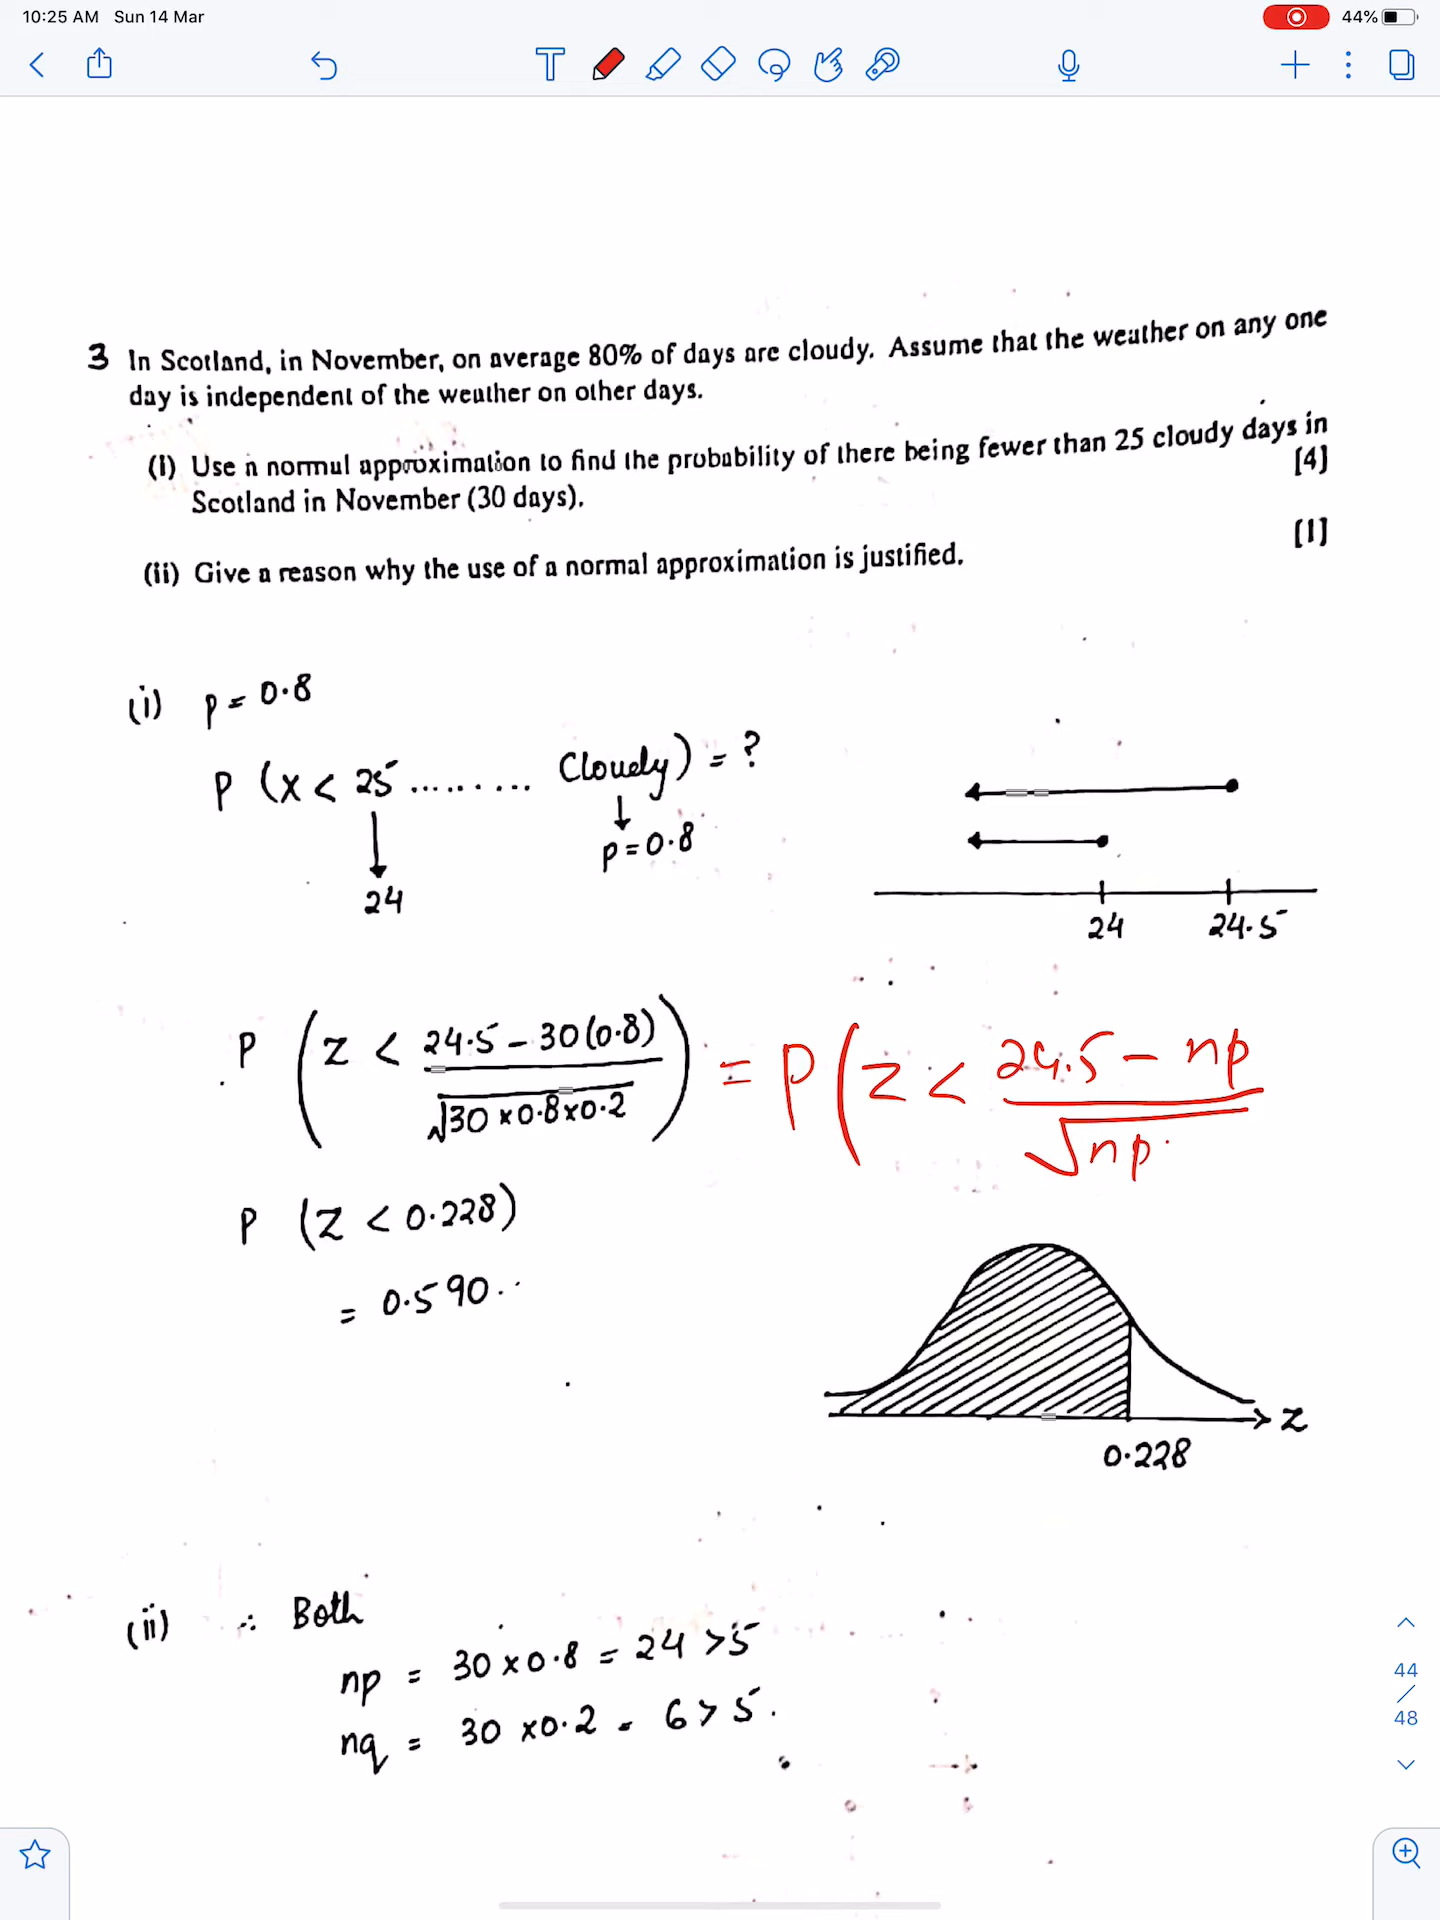 10:25 AM Sun 14 Mar 44%
3 In Scotland, in November, on average 80% of days are cloudy. Assume that the weather on any one
day is independent of the weather on other days.
(i) Use a normal approximation to find the probability of there being fewer than 25 cloudy days in
Scotland in November (30 days). [4]
(ii) Give a reason why the use of a normal approximation is justified. [1]
(i) p = 0.8
P (x < 25 ......... Cloudy) = ?
↓ ↓
24 p = 0.8
24 24.5
P (z < (24.5 - 30(0.8)) / √(30 × 0.8 × 0.2)) = P (z < (24.5 - np) / √(np
P (z < 0.228)
= 0.590..
z
0.228
(ii) ∴ Both
np = 30 × 0.8 = 24 > 5
nq = 30 × 0.2 = 6 > 5.
44
/
48